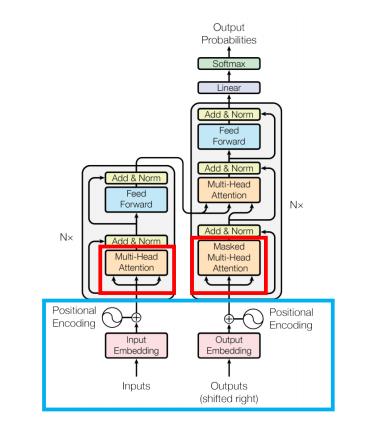 Output
Probabilities
Softmax
Linear
Add & Norm
Feed
Forward
Add & Norm
Multi-Head
Attention
Add & Norm
Masked
Multi-Head
Attention
N×
Add & Norm
Feed
Forward
N×
Add & Norm
Multi-Head
Attention
Positional
Encoding
Input
Embedding
Inputs
Output
Embedding
Positional
Encoding
Outputs
(shifted right)